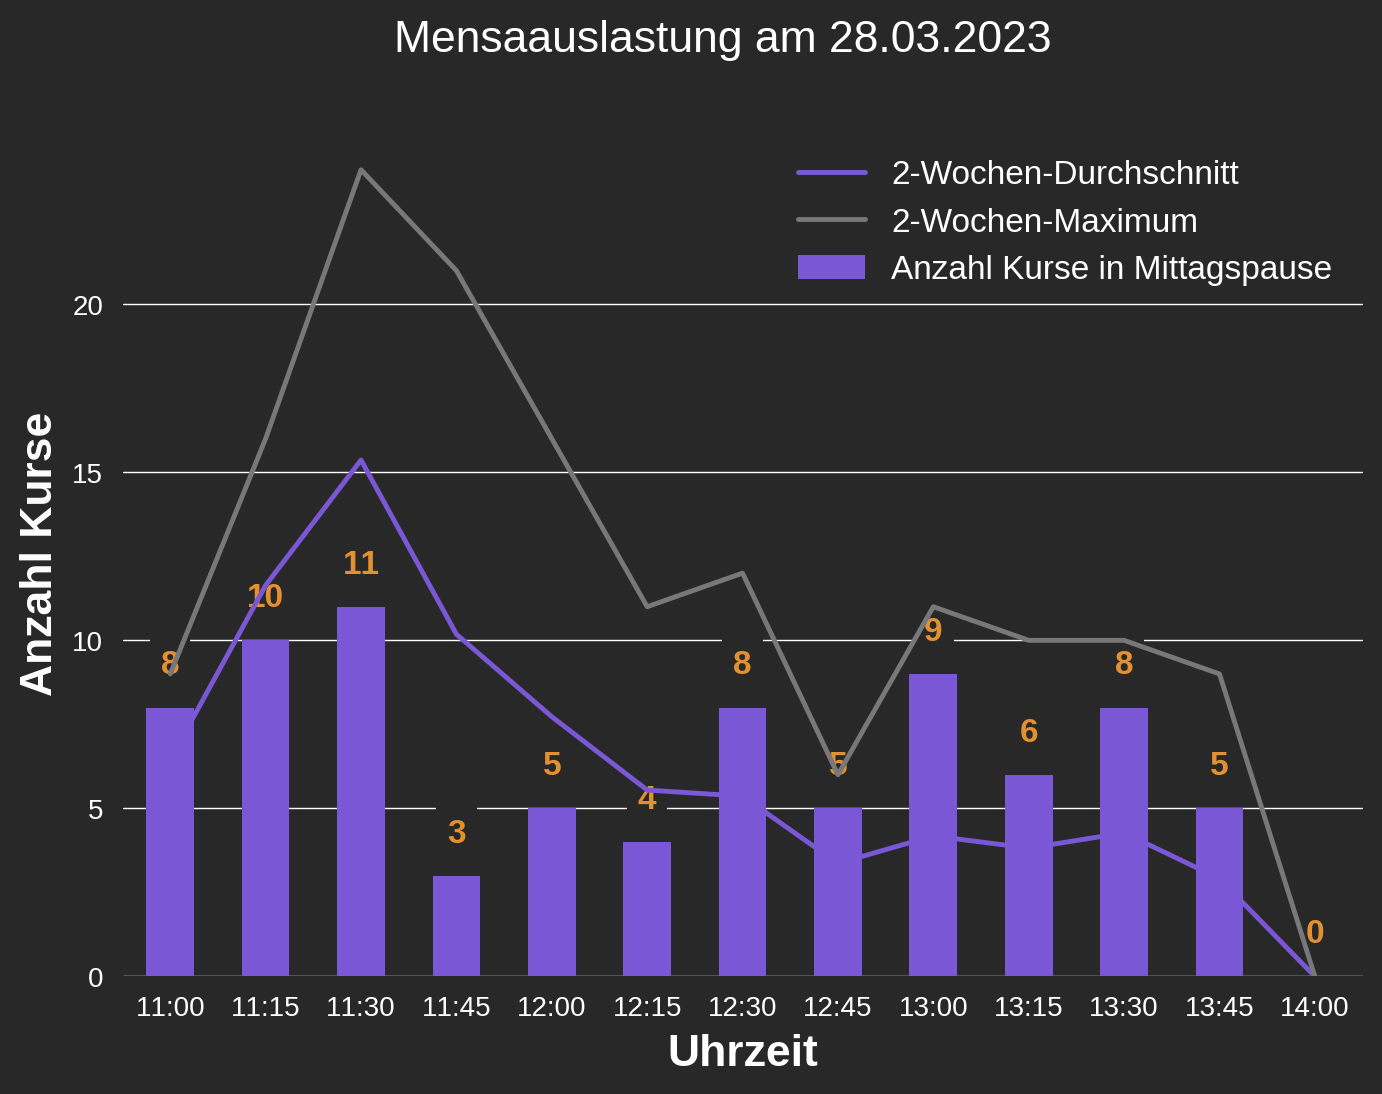 Mensaauslastung am 28.03.2023
2-Wochen-Durchschnitt
2-Wochen-Maximum
Anzahl Kurse in Mittagspause
Anzahl Kurse
20
15
10
5
0
8
10
11
3
5
4
8
5
9
6
8
5
0
11:00 11:15 11:30 11:45 12:00 12:15 12:30 12:45 13:00 13:15 13:30 13:45 14:00
Uhrzeit